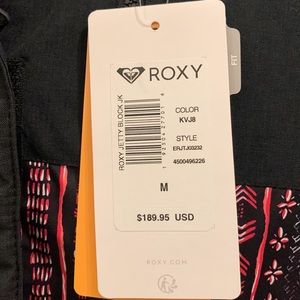 ROXY
FIT
ROXY JETTY BLOCK JK
COLOR
KVJ8
STYLE
ERJTJ03232
4500496226
M
$189.95 USD
ROXY.COM